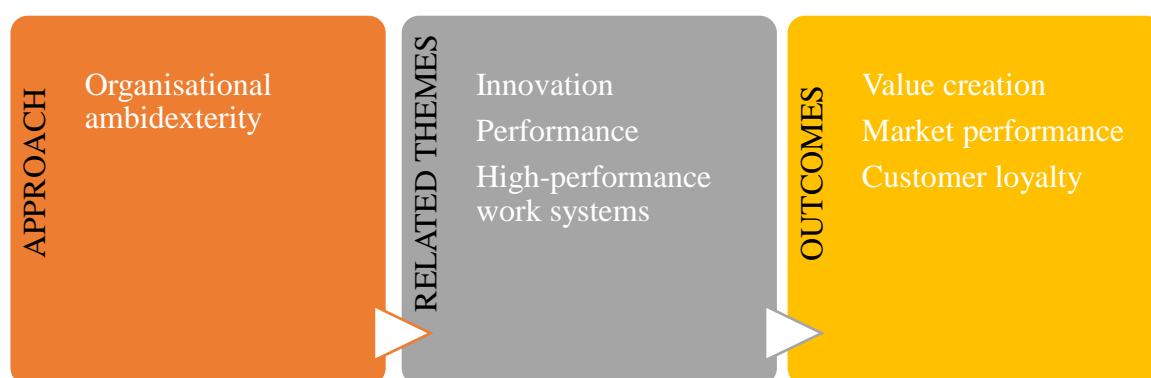 APPROACH
Organisational
ambidexterity
RELATED THEMES
Innovation
Performance
High-performance
work systems
OUTCOMES
Value creation
Market performance
Customer loyalty